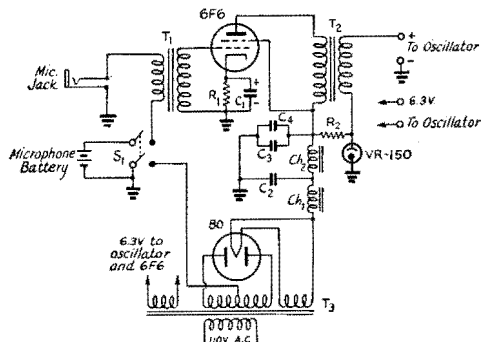 6F6
T1
T2
+
To Oscillator
-
Mic.
Jack
R1
+
C1
-
6.3V.
To Oscillator
C4
R2
C3
S1
Microphone
Battery
VR-150
Ch2
C2
Ch1
80
6.3V to
oscillator
and 6F6
T3
110V A.C.